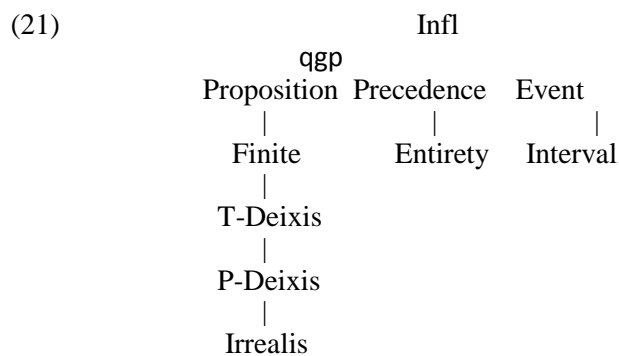 (21) Infl
qgp
Proposition Precedence Event
| | |
Finite Entirety Interval
|
T-Deixis
|
P-Deixis
|
Irrealis